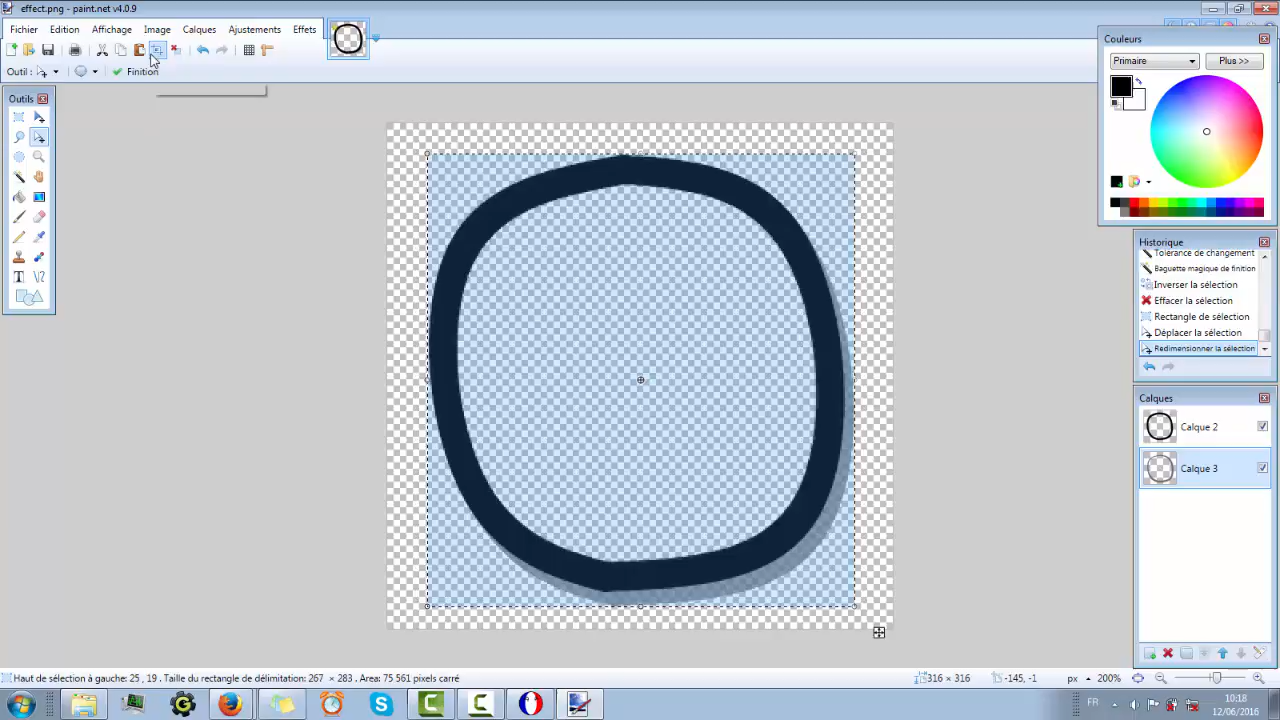 effect.png - paint.net v4.0.9
Fichier Edition Affichage Image Calques Ajustements Effets
Outil : Finition
Outils
Couleurs
Primaire Plus >>
Historique
Tolérance de changement
Baguette magique de finition
Inverser la sélection
Effacer la sélection
Rectangle de sélection
Déplacer la sélection
Redimensionner la sélection
Calques
Calque 2
Calque 3
Haut de sélection à gauche: 25 , 19 . Taille du rectangle de délimitation: 267 × 283 . Area: 75 561 pixels carré
316 × 316 -145, -1 px 200%
FR 10:18
12/06/2016